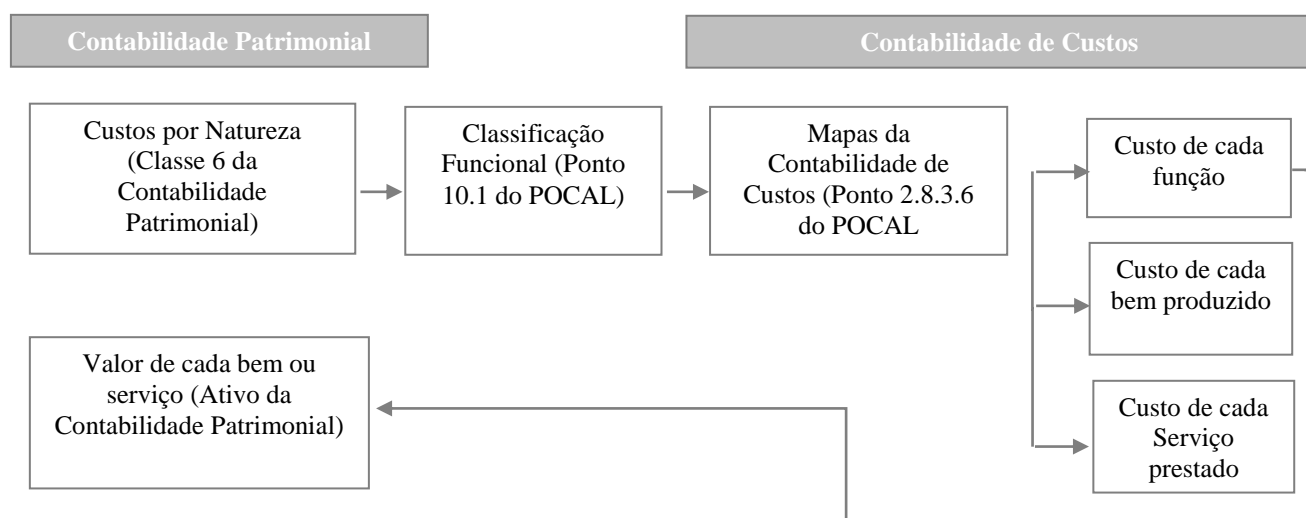 Contabilidade Patrimonial
Contabilidade de Custos
Custos por Natureza
(Classe 6 da
Contabilidade
Patrimonial)
Classificação
Funcional (Ponto
10.1 do POCAL)
Mapas da
Contabilidade de
Custos (Ponto 2.8.3.6
do POCAL
Custo de cada
função
Custo de cada
bem produzido
Custo de cada
Serviço
prestado
Valor de cada bem ou
serviço (Ativo da
Contabilidade Patrimonial)